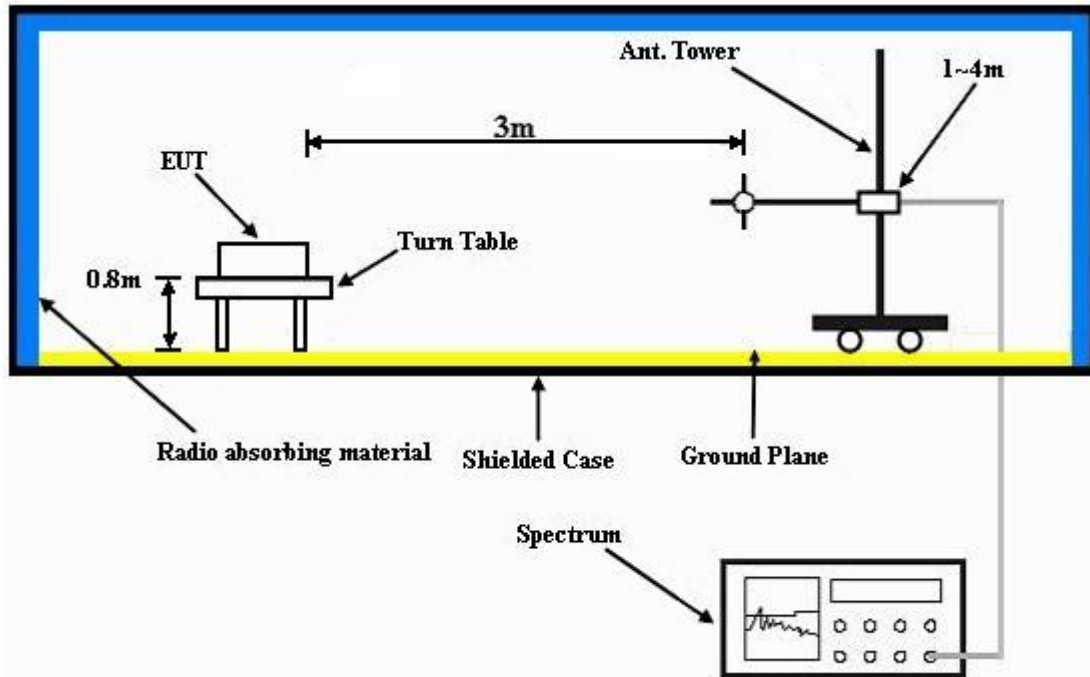 Ant. Tower
1~4m
3m
EUT
Turn Table
0.8m
Radio absorbing material
Shielded Case
Ground Plane
Spectrum